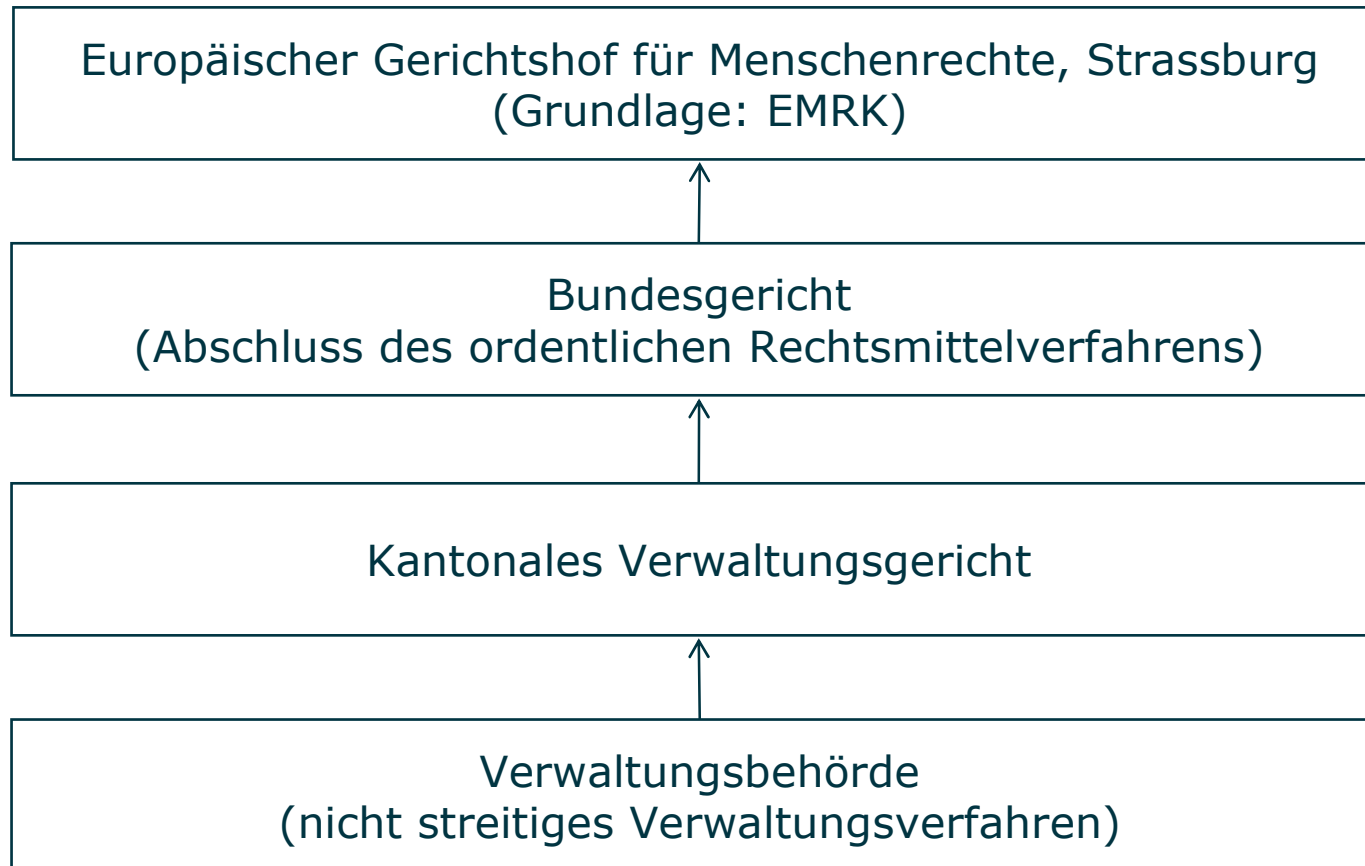 Europäischer Gerichtshof für Menschenrechte, Strassburg
(Grundlage: EMRK)
Bundesgericht
(Abschluss des ordentlichen Rechtsmittelverfahrens)
Kantonales Verwaltungsgericht
Verwaltungsbehörde
(nicht streitiges Verwaltungsverfahren)